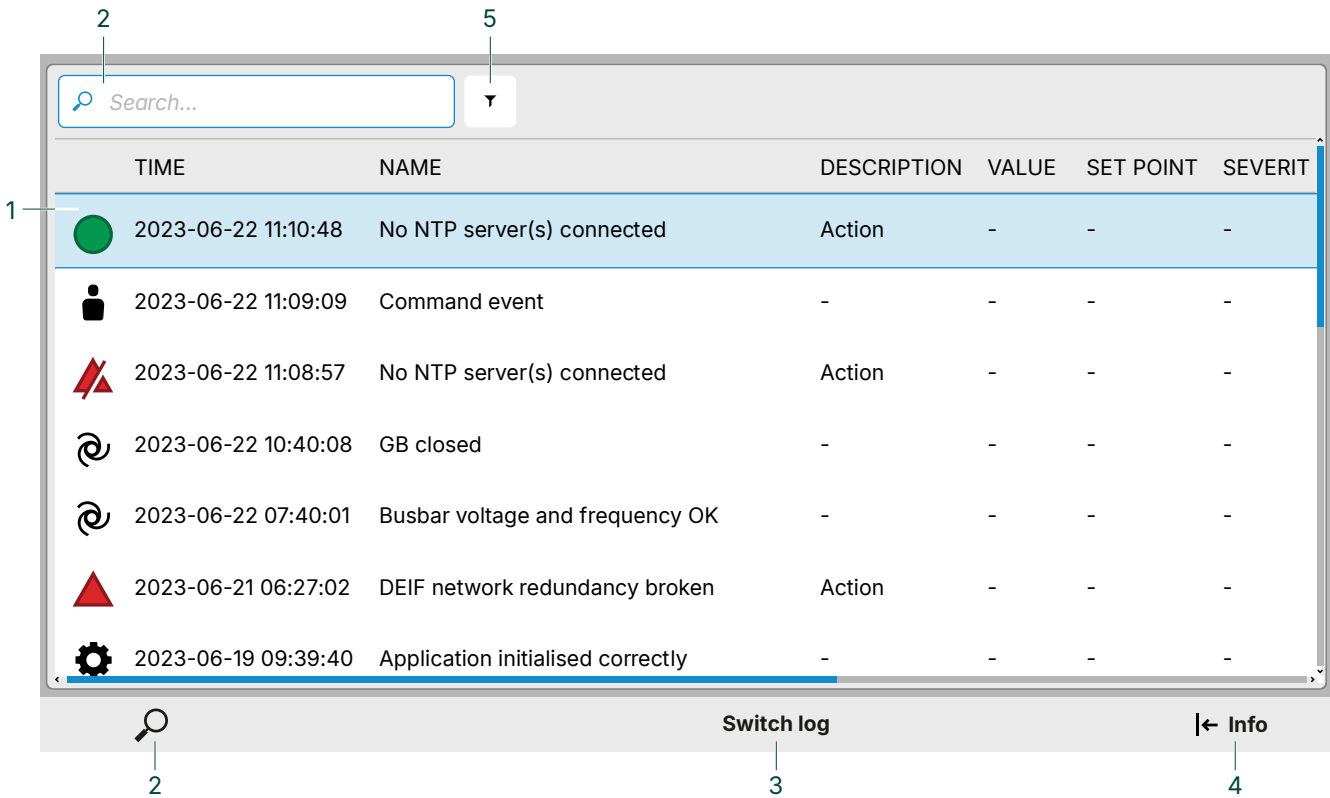 2 5
Search...
TIME NAME DESCRIPTION VALUE SET POINT SEVERIT
1
2023-06-22 11:10:48 No NTP server(s) connected Action - - -
2023-06-22 11:09:09 Command event - - - -
2023-06-22 11:08:57 No NTP server(s) connected Action - - -
2023-06-22 10:40:08 GB closed - - - -
2023-06-22 07:40:01 Busbar voltage and frequency OK - - - -
2023-06-21 06:27:02 DEIF network redundancy broken Action - - -
2023-06-19 09:39:40 Application initialised correctly - - - -
Switch log Info
2 3 4